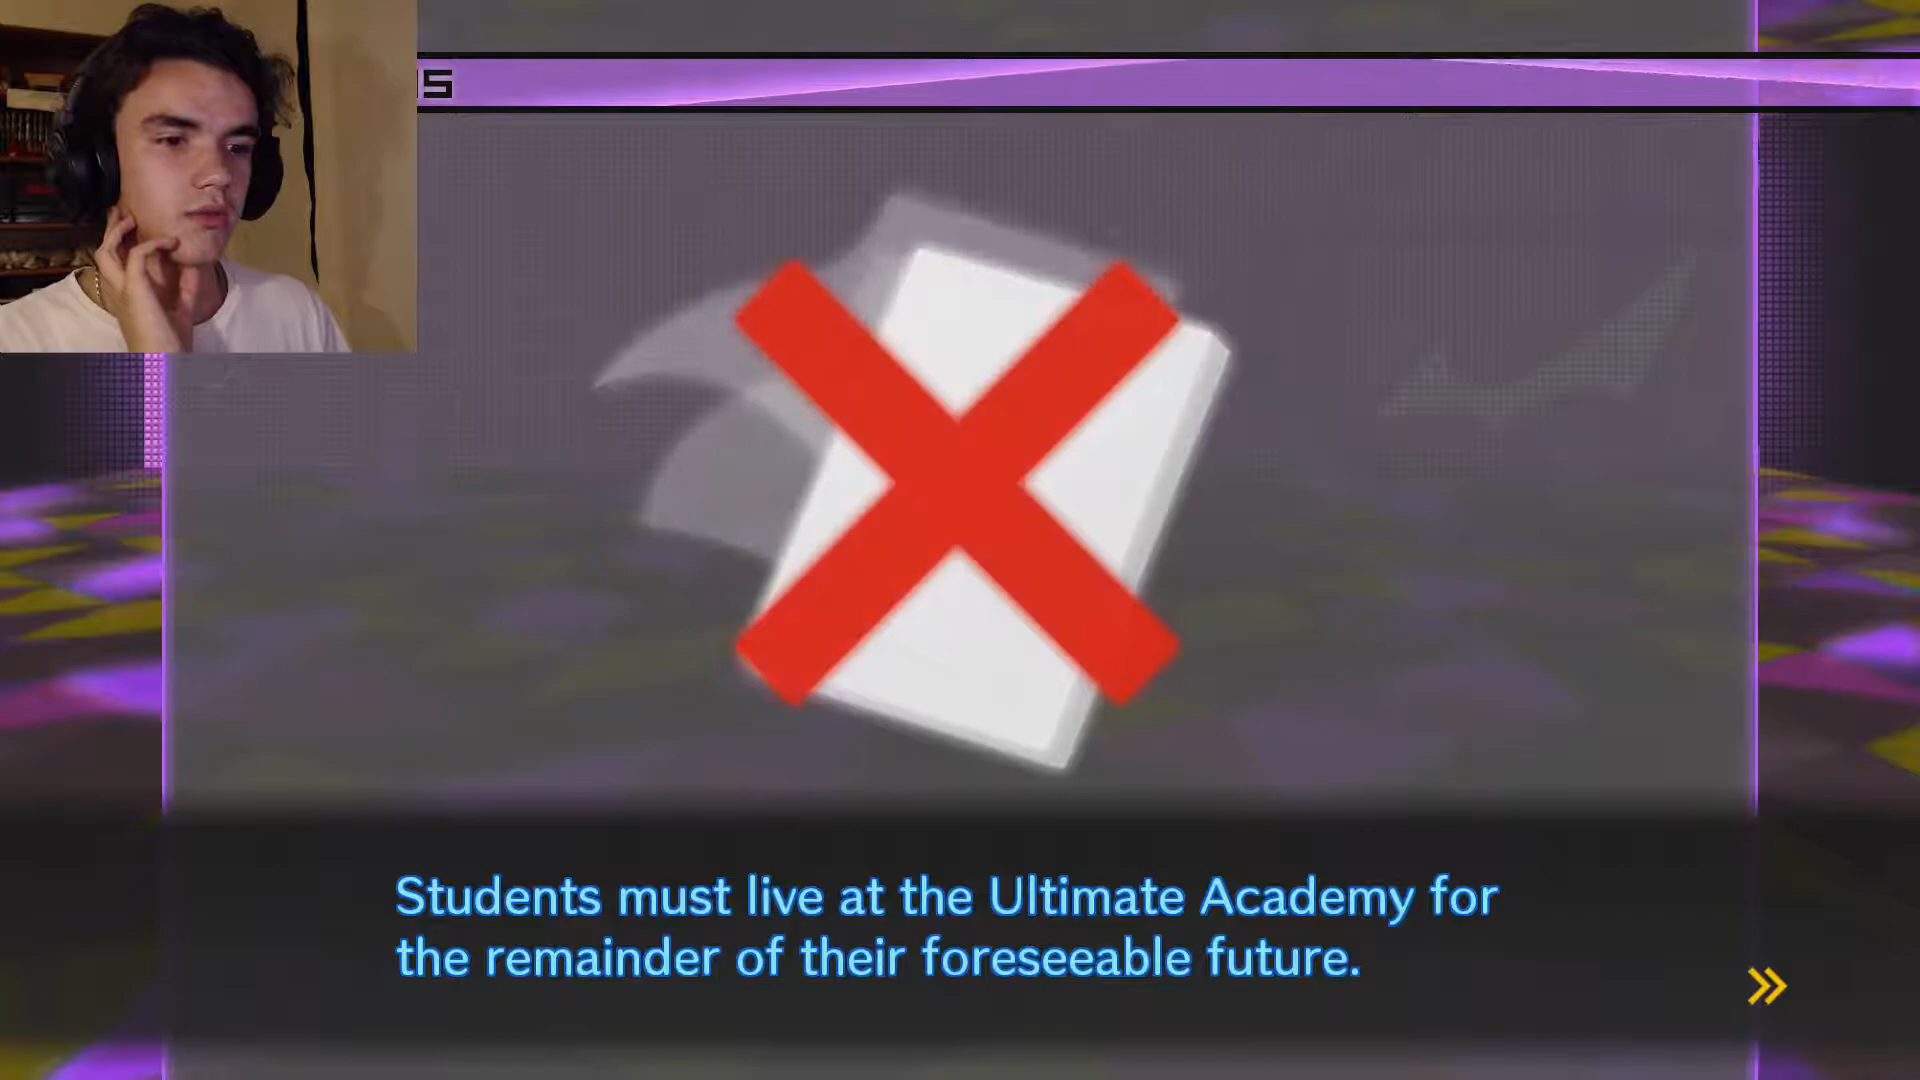 Students must live at the Ultimate Academy for
the remainder of their foreseeable future.